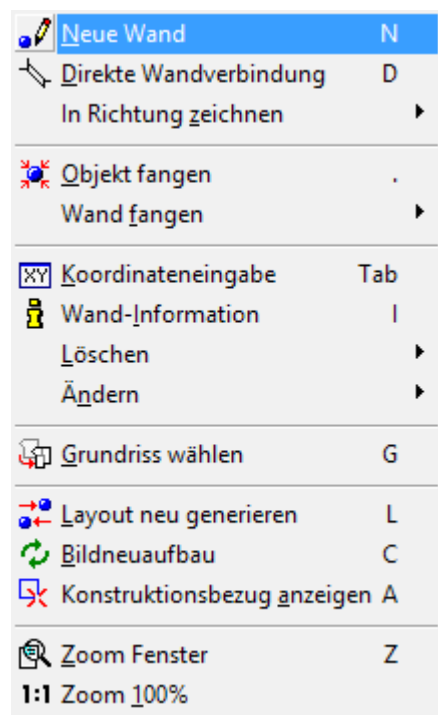 Neue Wand N
Direkte Wandverbindung D
In Richtung zeichnen
Objekt fangen .
Wand fangen
XY Koordinateneingabe Tab
Wand-Information I
Löschen
Ändern
Grundriss wählen G
Layout neu generieren L
Bildneuaufbau C
Konstruktionsbezug anzeigen A
Zoom Fenster Z
1:1 Zoom 100%